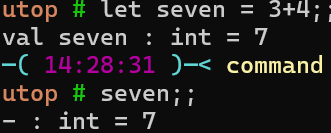 utop # let seven = 3+4;;
val seven : int = 7
-( 14:28:31 )-< command
utop # seven;;
- : int = 7